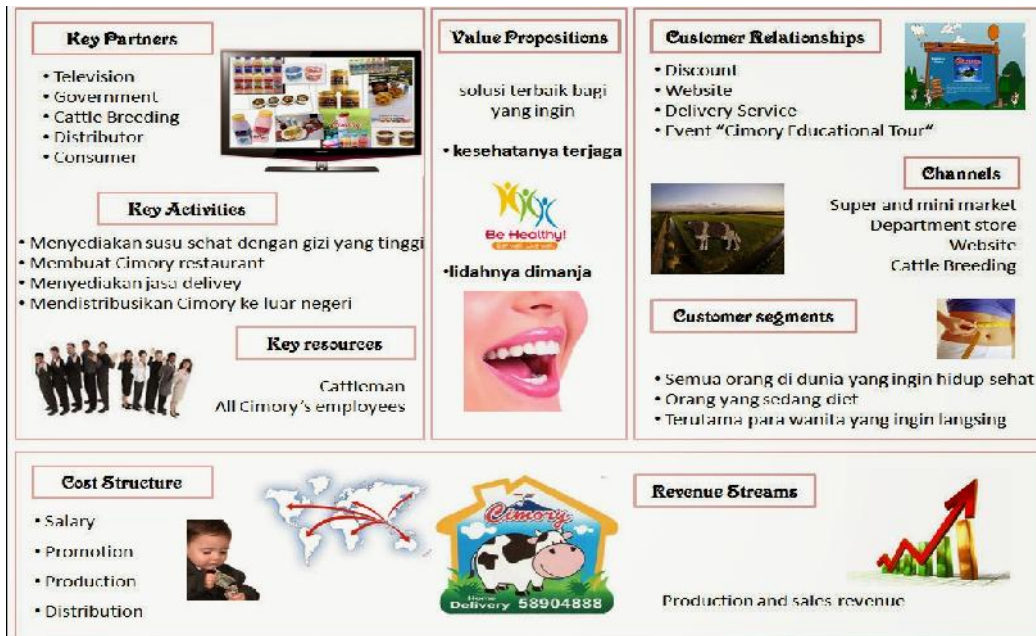 Key Partners
• Television
• Government
• Cattle Breeding
• Distributor
• Consumer
Key Activities
• Menyediakan susu sehat dengan gizi yang tinggi
• Membuat Cimory restaurant
• Menyediakan jasa delivey
• Mendistribusikan Cimory ke luar negeri
Key resources
Cattleman
All Cimory's employees
Value Propositions
solusi terbaik bagi
yang ingin
• kesehatanya terjaga
Be Healthy!
•lidahnya dimanja
Customer Relationships
• Discount
• Website
• Delivery Service
• Event “Cimory Educational Tour“
Channels
Super and mini market
Department store
Website
Cattle Breeding
Customer segments
• Semua orang di dunia yang ingin hidup sehat
• Orang yang sedang diet
• Terutama para wanita yang ingin langsing
Cost Structure
• Salary
• Promotion
• Production
• Distribution
Cimory
Home
Delivery 58904888
Revenue Streams
Production and sales revenue